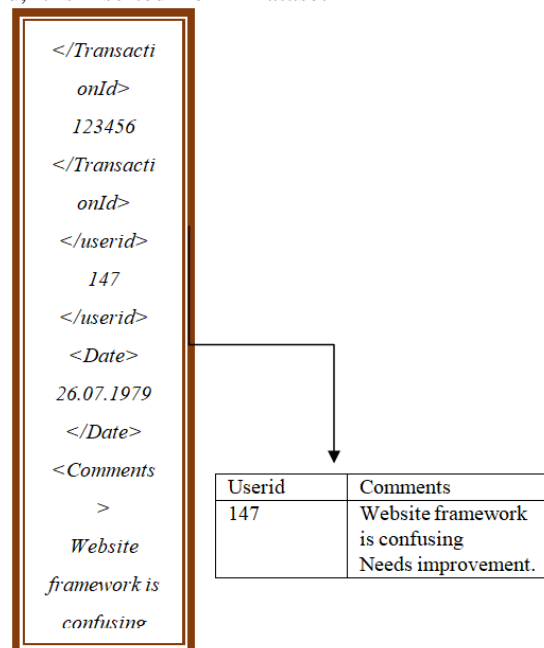 </Transacti
onId>
123456
</Transacti
onId>
</userid>
147
</userid>
<Date>
26.07.1979
</Date>
<Comments
>
Website
framework is
confusing
Userid Comments
147 Website framework
is confusing
Needs improvement.